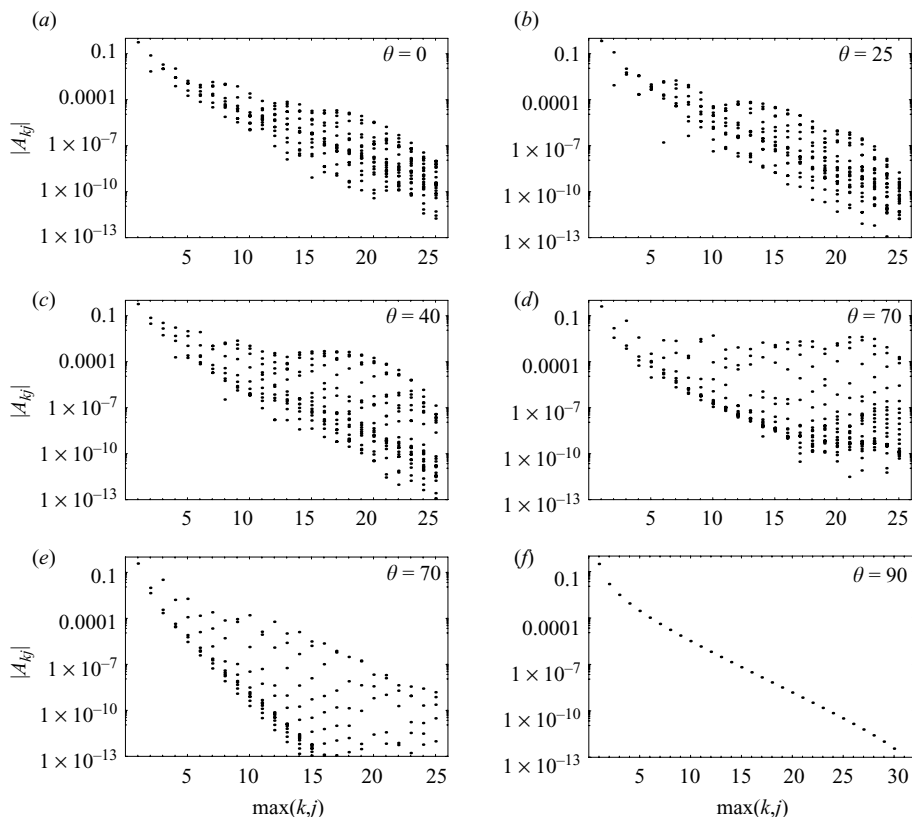 (a)
(b)
θ = 0
θ = 25
0.1
0.0001
1 × 10⁻⁷
1 × 10⁻¹⁰
1 × 10⁻¹³
|A_kj|
5 10 15 20 25
0.1
0.0001
1 × 10⁻⁷
1 × 10⁻¹⁰
1 × 10⁻¹³
5 10 15 20 25
(c)
(d)
θ = 40
θ = 70
0.1
0.0001
1 × 10⁻⁷
1 × 10⁻¹⁰
1 × 10⁻¹³
|A_kj|
5 10 15 20 25
0.1
0.0001
1 × 10⁻⁷
1 × 10⁻¹⁰
1 × 10⁻¹³
5 10 15 20 25
(e)
(f)
θ = 70
θ = 90
0.1
0.0001
1 × 10⁻⁷
1 × 10⁻¹⁰
1 × 10⁻¹³
|A_kj|
5 10 15 20 25
max(k,j)
0.1
0.0001
1 × 10⁻⁷
1 × 10⁻¹⁰
1 × 10⁻¹³
5 10 15 20 25 30
max(k,j)